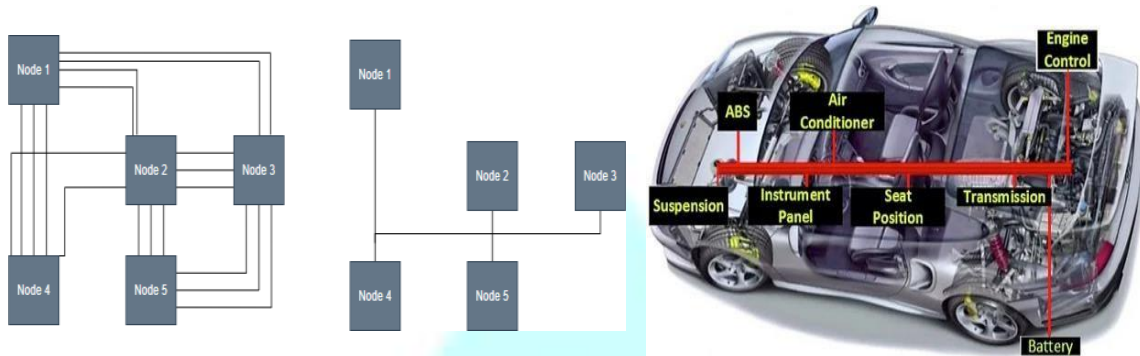 Node 1
Node 2
Node 3
Node 4
Node 5
Node 1
Node 2
Node 3
Node 4
Node 5
Engine
Control
ABS
Air
Conditioner
Suspension
Instrument
Panel
Seat
Position
Transmission
Battery